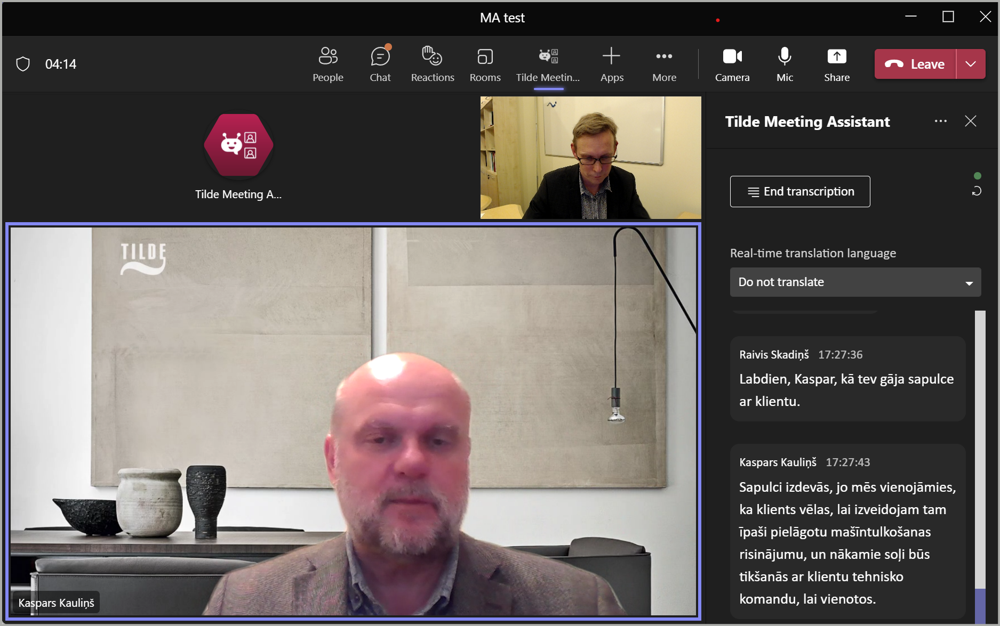 MA test
04:14
People
Chat
Reactions
Rooms
Tilde Meetin...
Apps
More
Camera
Mic
Share
Leave
Tilde Meeting A...
TILDE
Kaspars Kauliņš
Tilde Meeting Assistant
End transcription
Real-time translation language
Do not translate
Raivis Skadiņš 17:27:36
Labdien, Kaspar, kā tev gāja sapulce
ar klientu.
Kaspars Kauliņš 17:27:43
Sapulci izdevās, jo mēs vienojāmies,
ka klients vēlas, lai izveidojam tam
īpaši pielāgotu mašīntulkošanas
risinājumu, un nākamie soļi būs
tikšanās ar klientu tehnisko
komandu, lai vienotos.